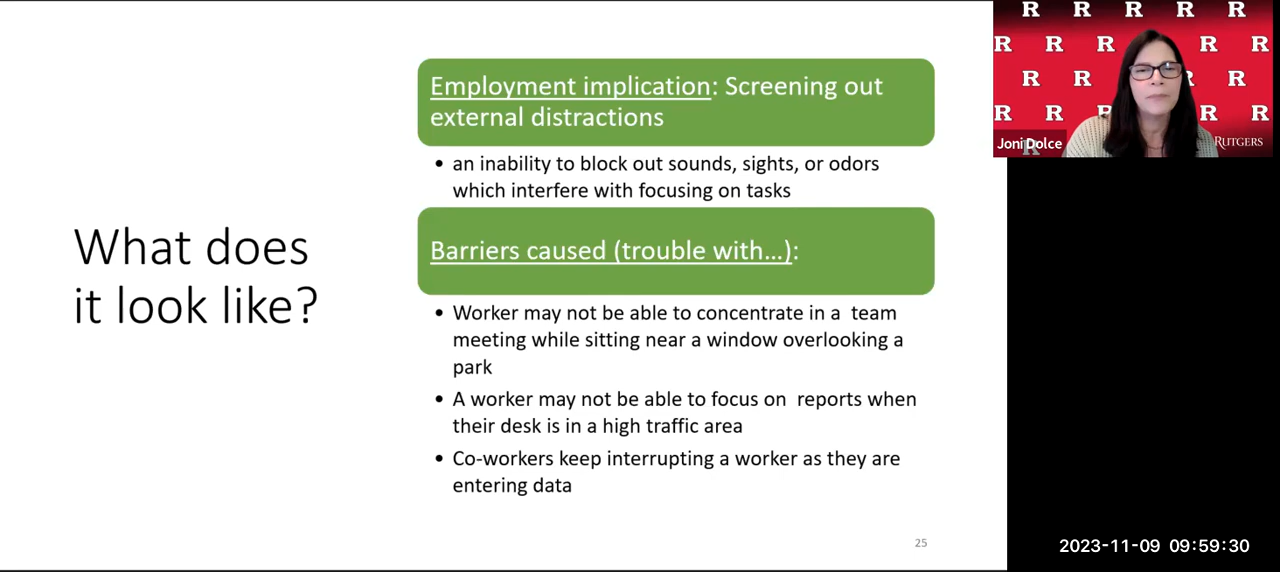 What does
it look like?
Employment implication: Screening out
external distractions
• an inability to block out sounds, sights, or odors
which interfere with focusing on tasks
Barriers caused (trouble with…):
• Worker may not be able to concentrate in a  team
meeting while sitting near a window overlooking a
park
• A worker may not be able to focus on  reports when
their desk is in a high traffic area
• Co-workers keep interrupting a worker as they are
entering data
25
R R R R R
R R R R R
R R R R
R R R R
R
Joni Dolce
RUTGERS
2023-11-09 09:59:30